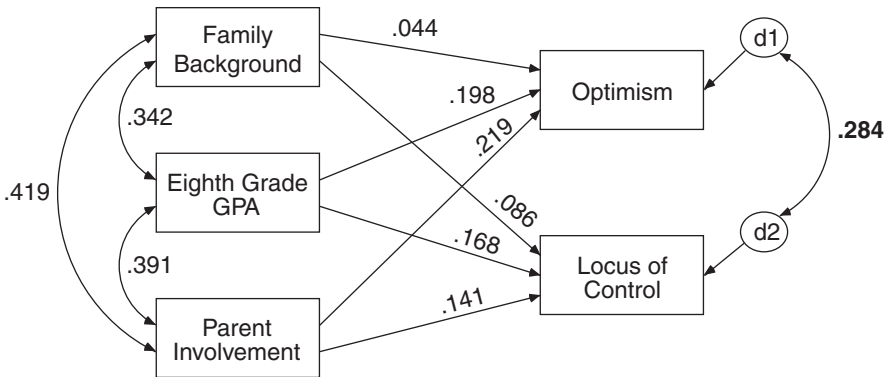 Family
Background
Eighth Grade
GPA
Parent
Involvement
.419
.342
.391
.044
.198
.219
.086
.168
.141
Optimism
Locus of
Control
d1
d2
.284